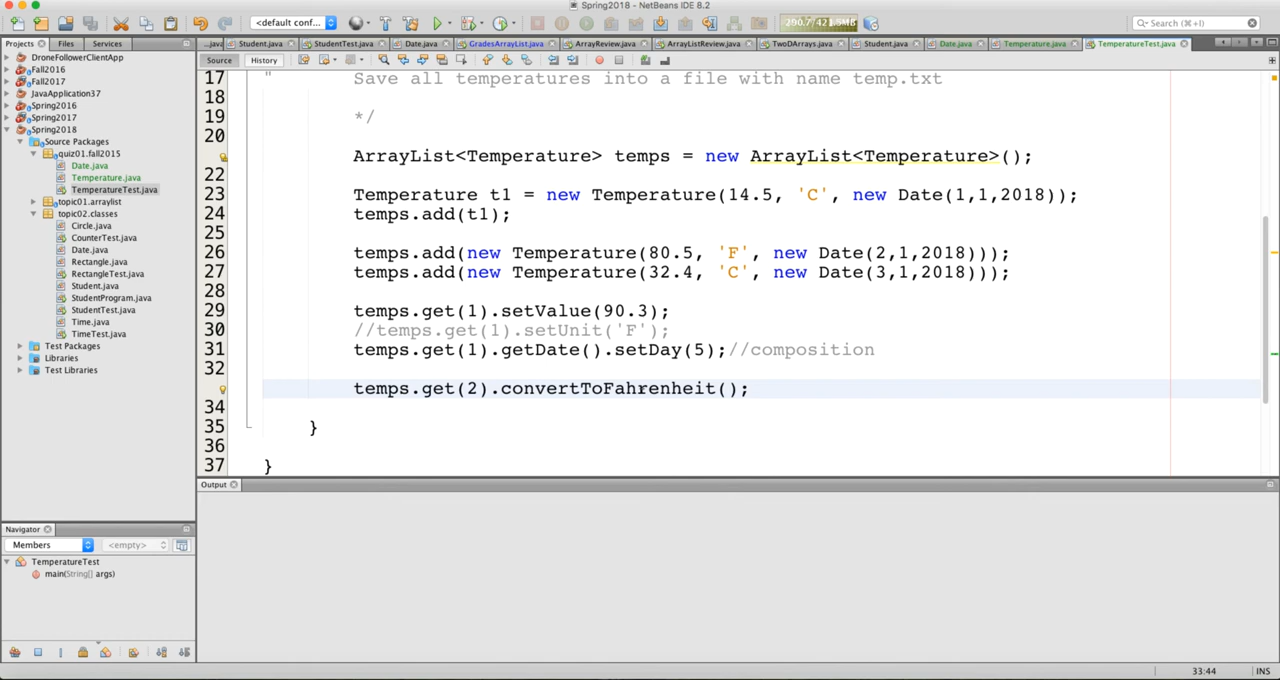 Spring2018 - NetBeans IDE 8.2
<default conf...
290.7/421.5MB
Search (⌘+I)
Projects
Files
Services
...java
Student.java
StudentTest.java
Date.java
GradesArrayList.java
ArrayReview.java
ArrayListReview.java
TwoDArrays.java
Student.java
Date.java
Temperature.java
TemperatureTest.java
Source
History
DroneFollowerClientApp
Fall2016
Fall2017
JavaApplication37
Spring2016
Spring2017
Spring2018
Source Packages
quiz01.fall2015
Date.java
Temperature.java
TemperatureTest.java
topic01.arraylist
topic02.classes
Circle.java
CounterTest.java
Date.java
Rectangle.java
RectangleTest.java
Student.java
StudentProgram.java
StudentTest.java
Time.java
TimeTest.java
Test Packages
Libraries
Test Libraries
17 " Save all temperatures into a file with name temp.txt
18
19 */
20
ArrayList<Temperature> temps = new ArrayList<Temperature>();
22
23 Temperature t1 = new Temperature(14.5, 'C', new Date(1,1,2018));
24 temps.add(t1);
25
26 temps.add(new Temperature(80.5, 'F', new Date(2,1,2018)));
27 temps.add(new Temperature(32.4, 'C', new Date(3,1,2018)));
28
29 temps.get(1).setValue(90.3);
30 //temps.get(1).setUnit('F');
31 temps.get(1).getDate().setDay(5);//composition
32
temps.get(2).convertToFahrenheit();
34
35 }
36
37 }
Output
Navigator
Members
<empty>
TemperatureTest
main(String[] args)
33:44
INS